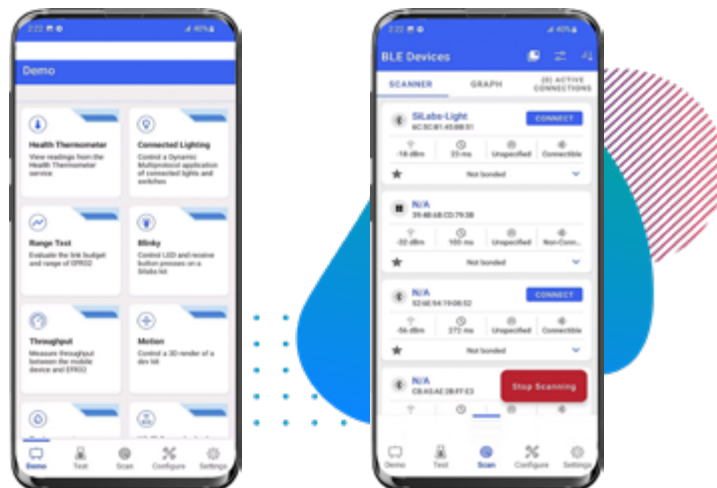 2:22
40%
Demo
Health Thermometer
View readings from the
Health Thermometer
service
Connected Lighting
Control a Dynamic
Multiprotocol application
of connected lights and
switches
Range Test
Evaluate the link budget
and range of EFR32
Blinky
Control LED and receive
button presses on a
Silabs kit
Throughput
Measure throughput
between the mobile
device and EFR32
Motion
Control a 3D render of a
dev kit
Demo
Test
Scan
Configure
Settings
2:22
40%
BLE Devices
SCANNER
GRAPH
(0) ACTIVE
CONNECTIONS
SiLabs-Light
CONNECT
-18 dBm
Unspecified
Connectible
Not bonded
N/A
-32 dBm
Unspecified
Non-Conn...
Not bonded
N/A
CONNECT
-56 dBm
272 ms
Unspecified
Connectible
Not bonded
N/A
Stop Scanning
Demo
Test
Scan
Configure
Settings